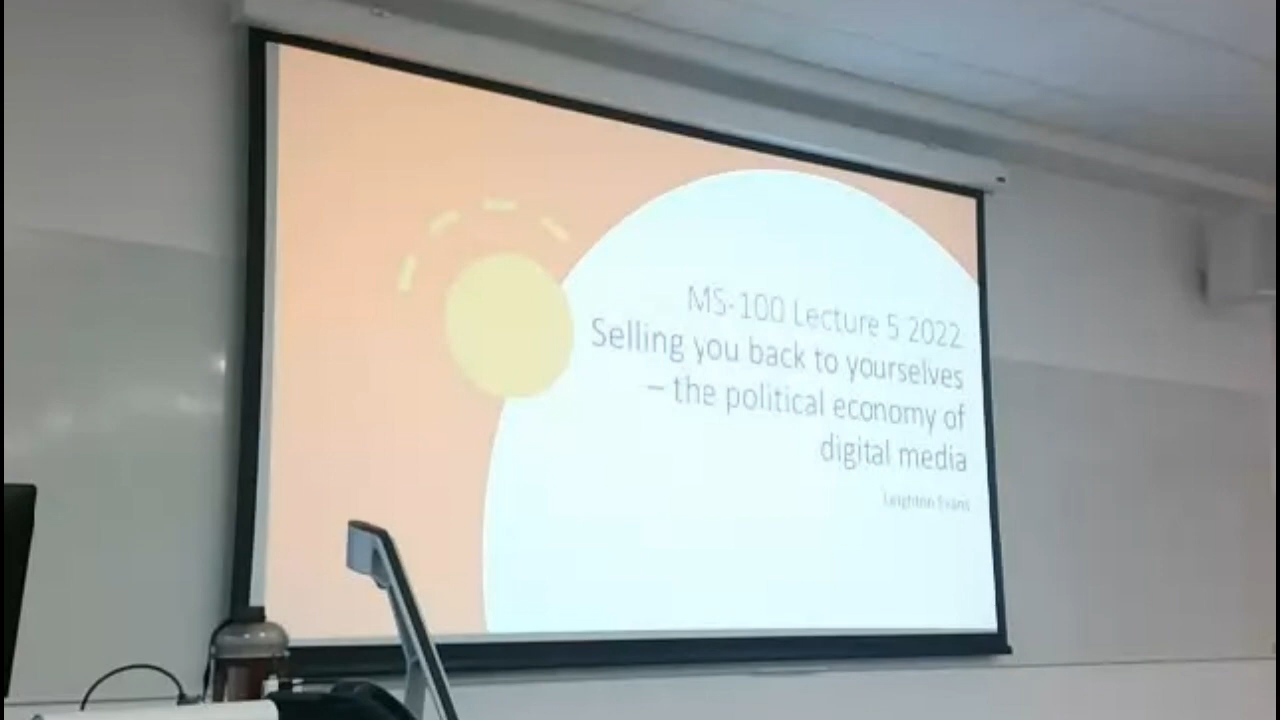 MS-100 Lecture 5 2022
Selling you back to yourselves
– the political economy of
digital media
Leighton Evans